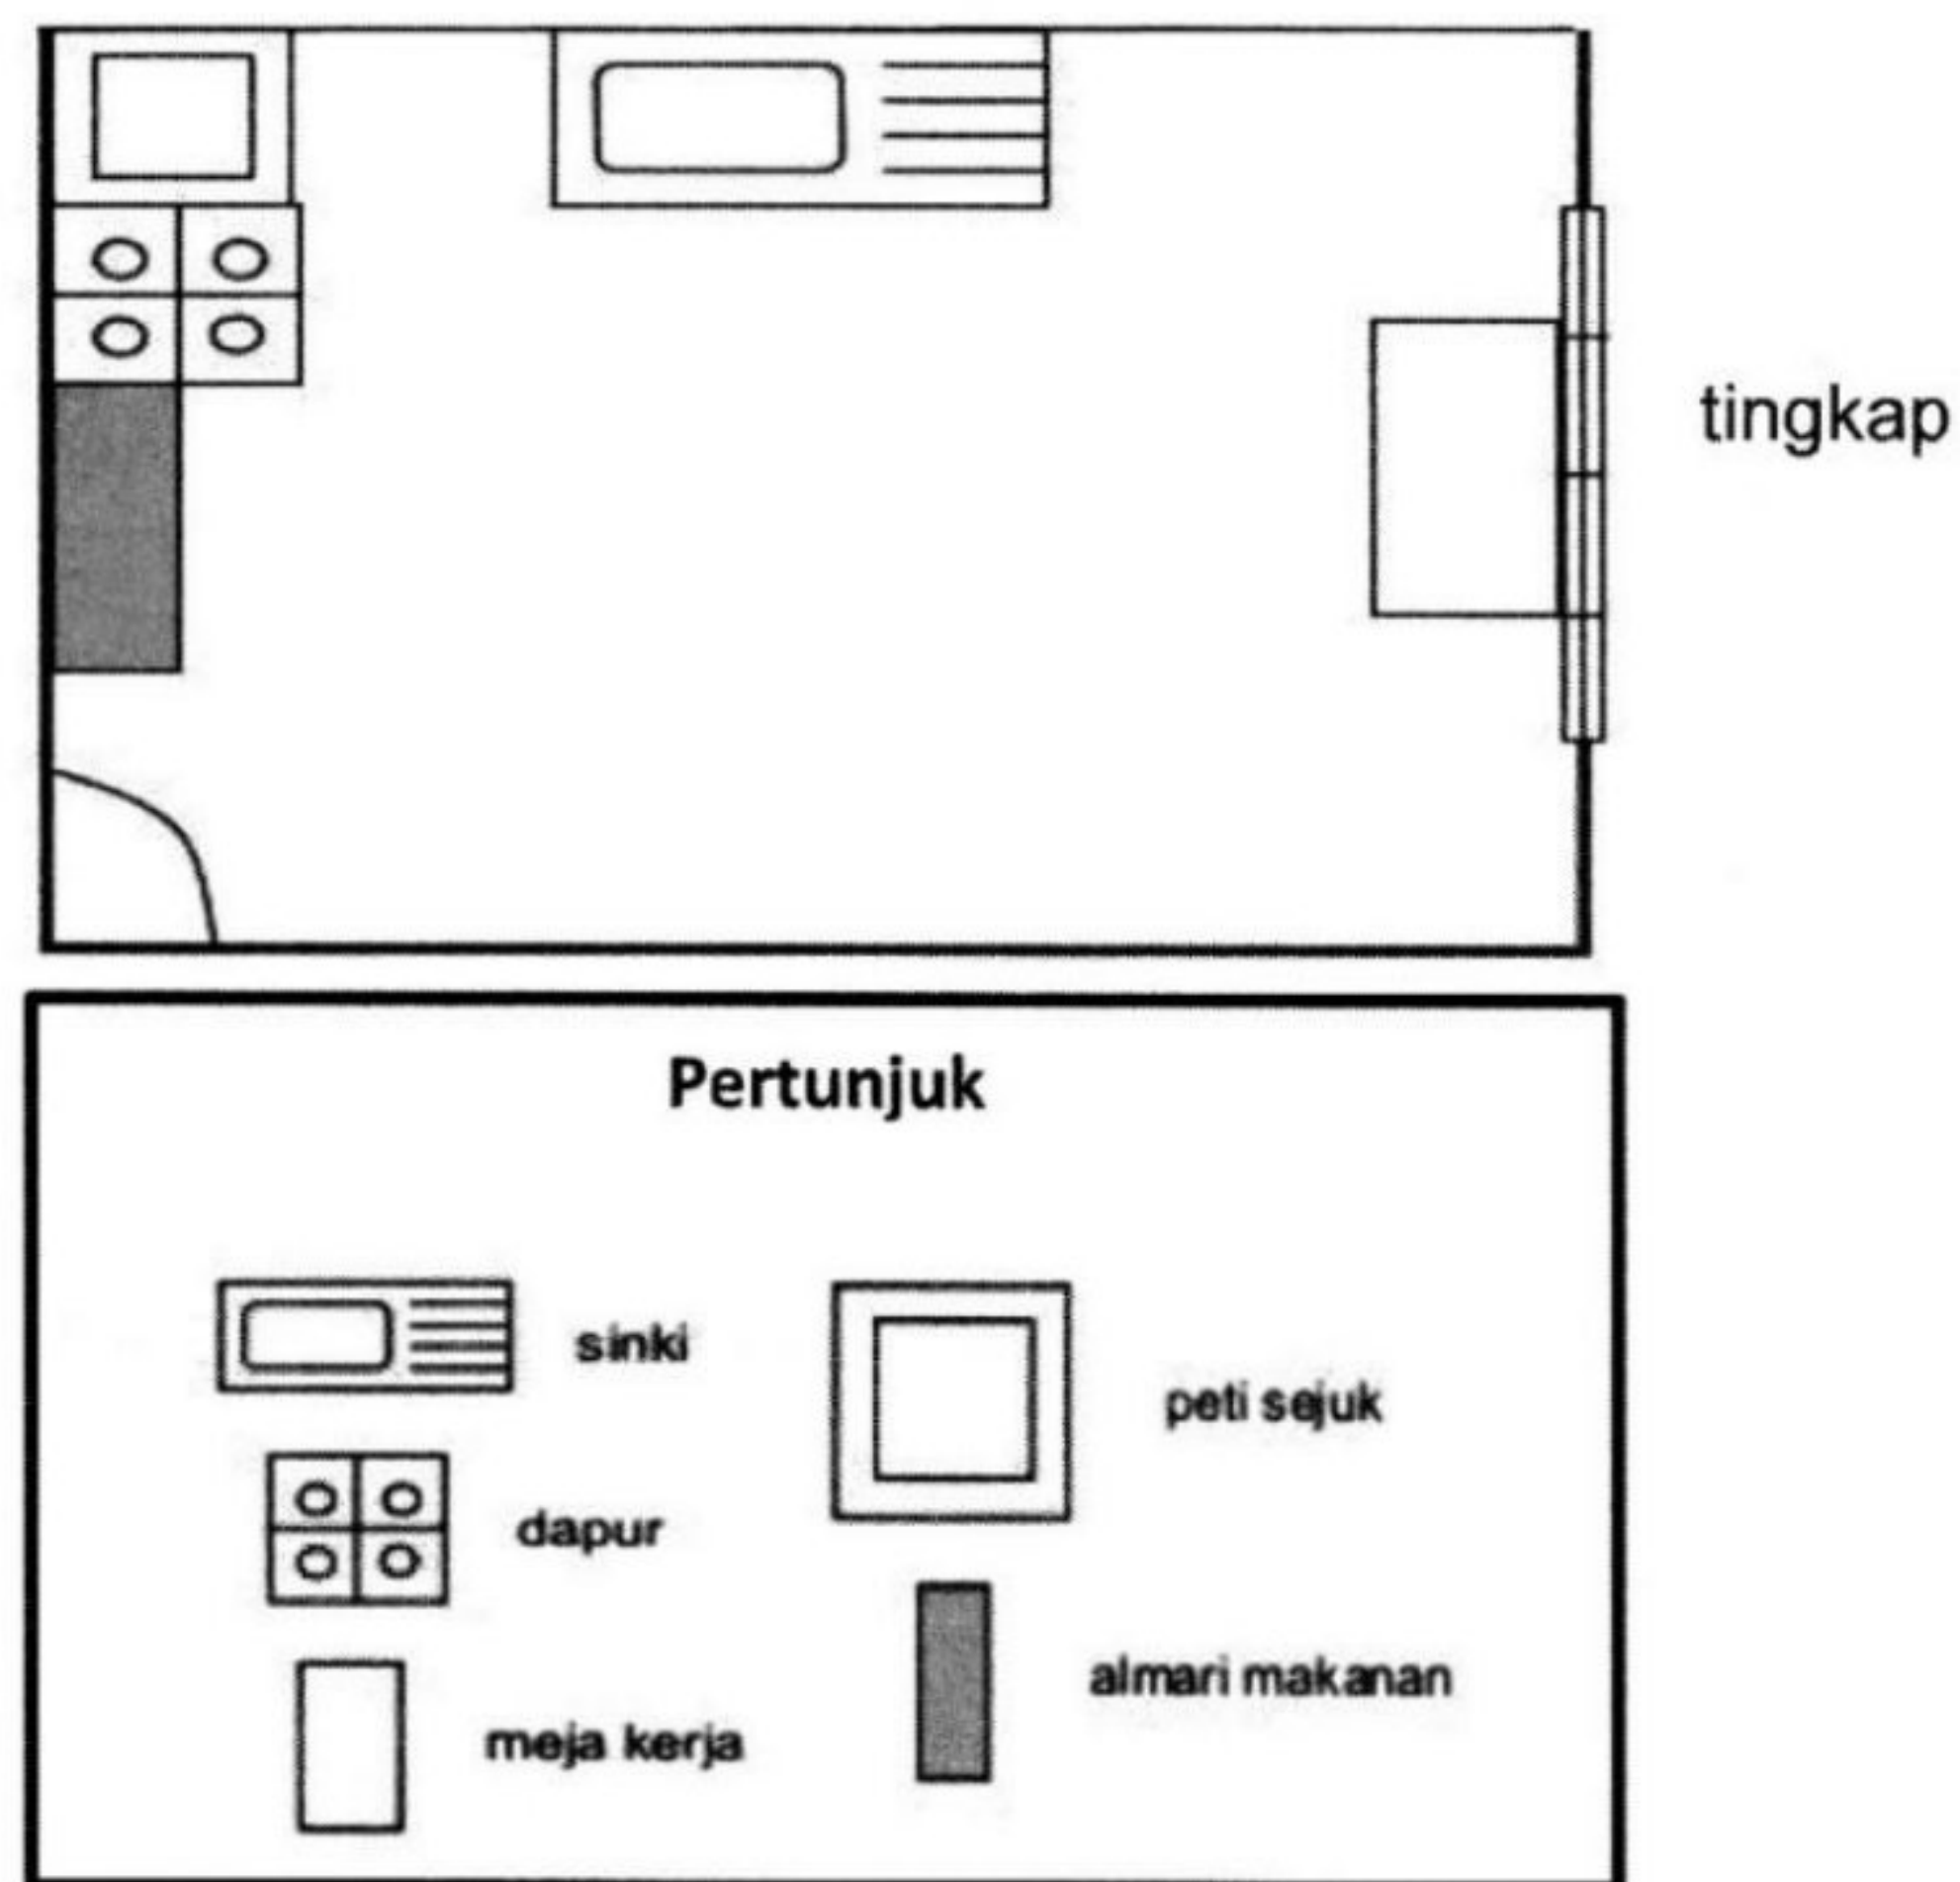 tingkap
Pertunjuk
sinki
peti sejuk
dapur
almari makanan
meja kerja